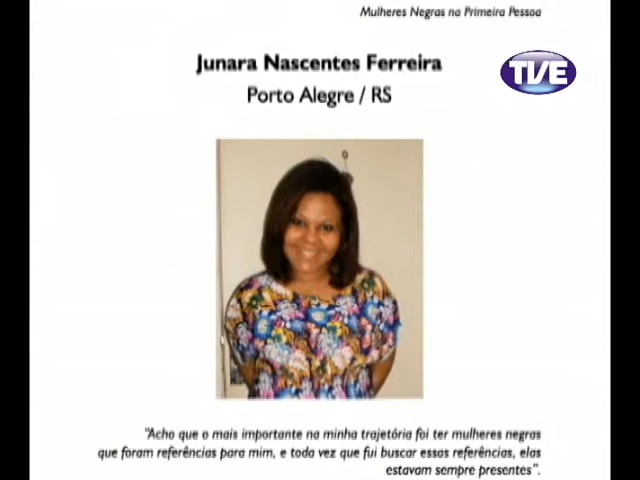 Mulheres Negras na Primeira Pessoa
Junara Nascentes Ferreira
TVE
Porto Alegre / RS
"Acho que o mais importante na minha trajetória foi ter mulheres negras
que foram referências para mim, e toda vez que fui buscar essas referências, elas
estavam sempre presentes".